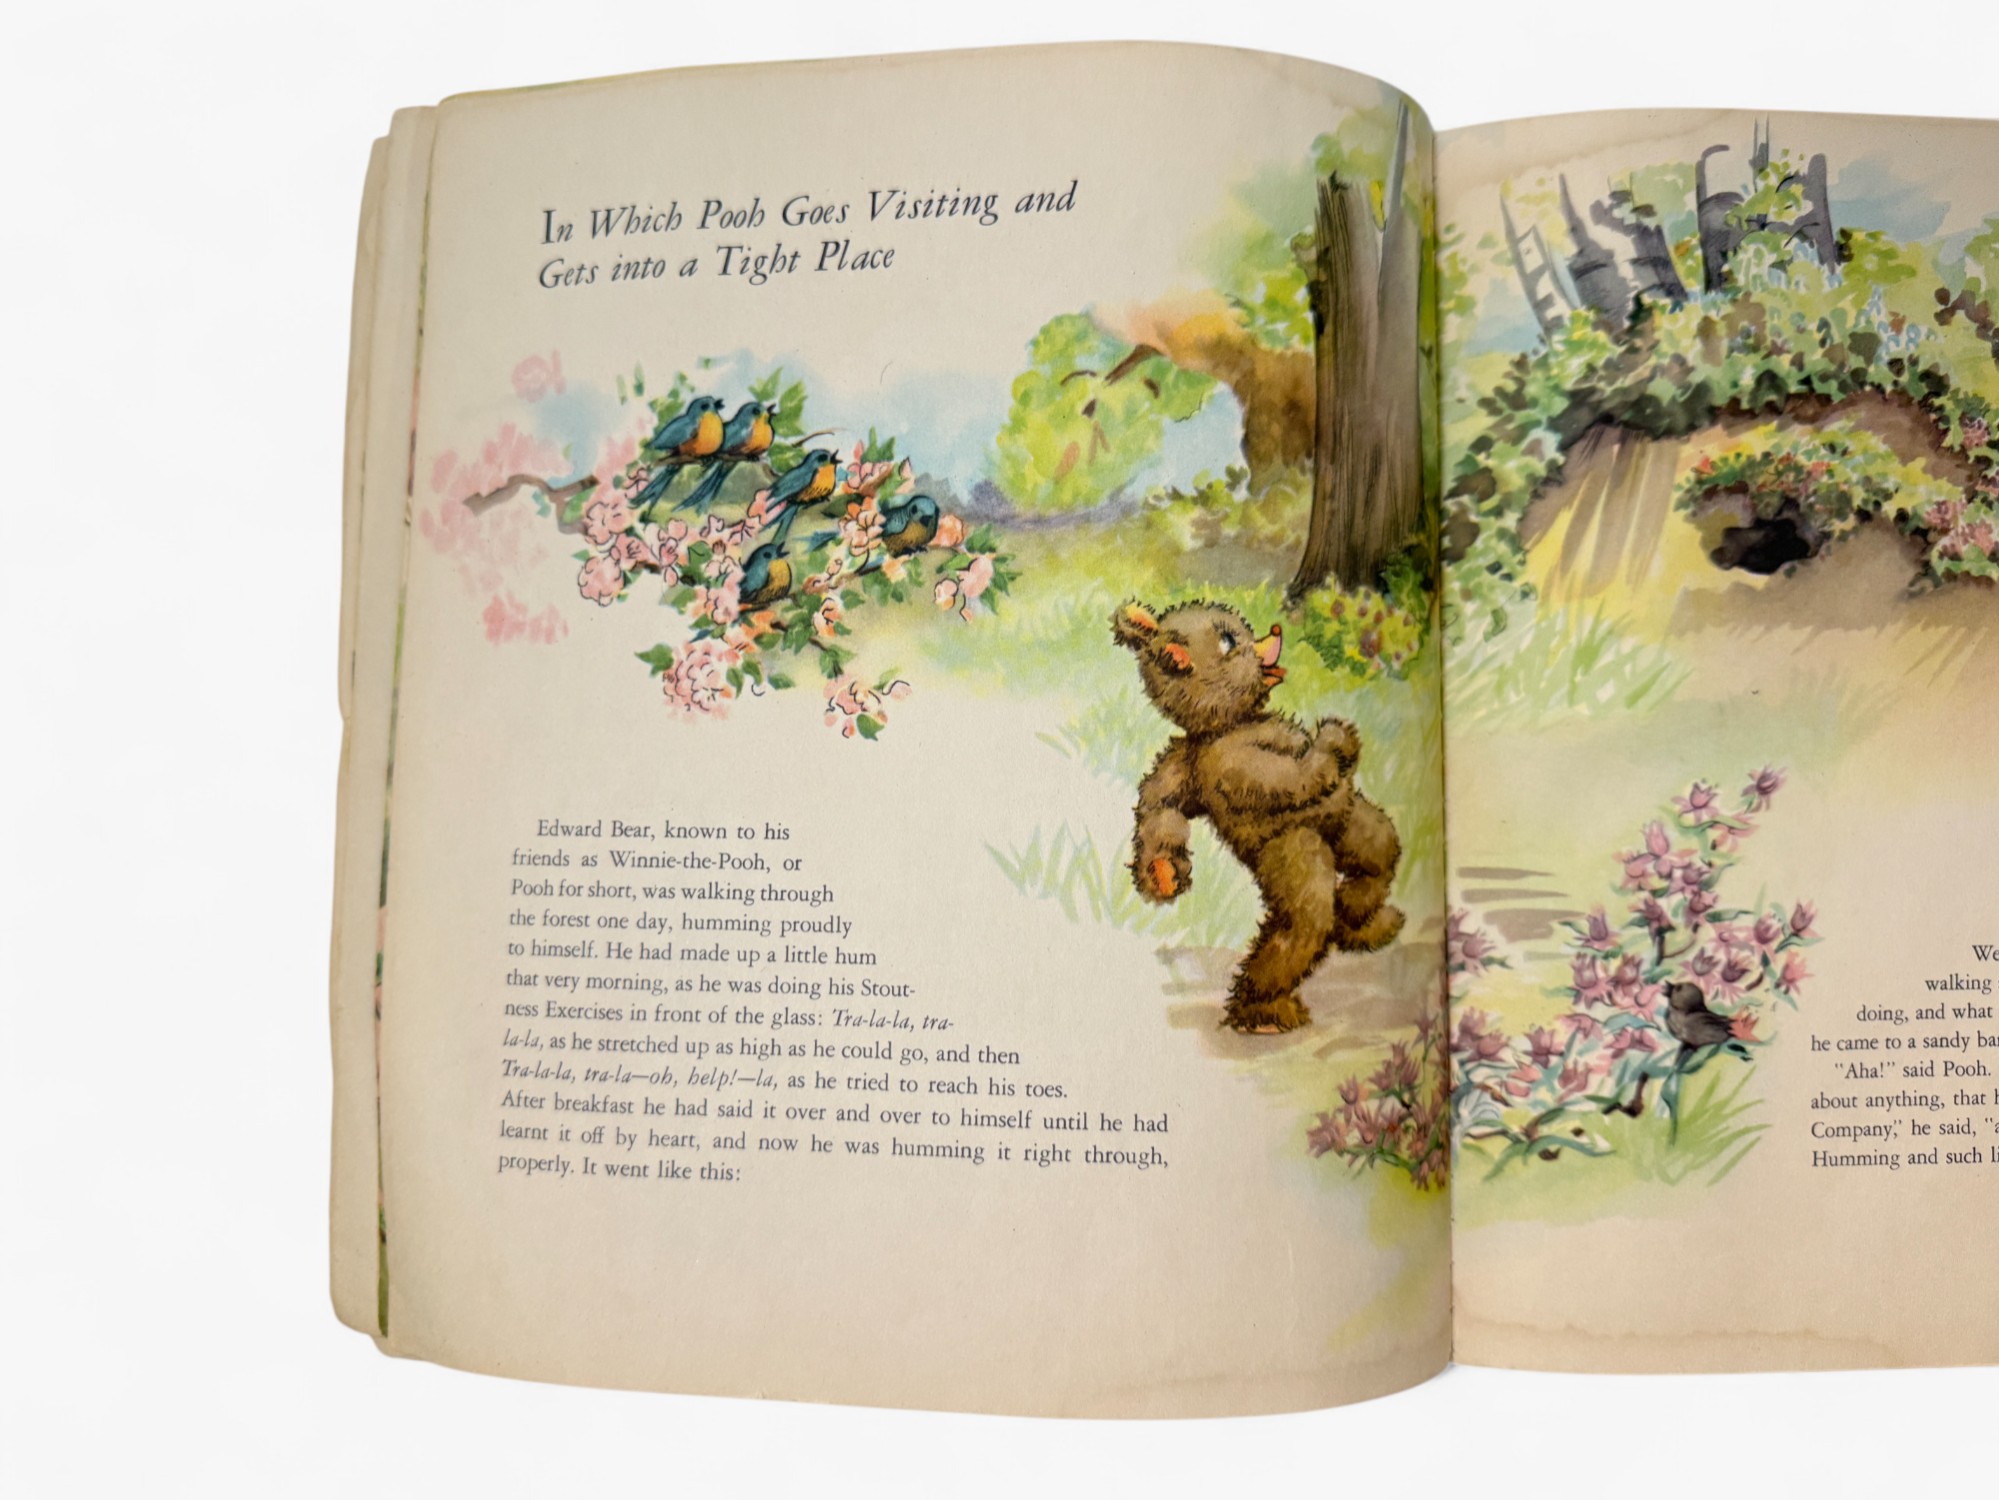 In Which Pooh Goes Visiting and
Gets into a Tight Place
Edward Bear, known to his
friends as Winnie-the-Pooh, or
Pooh for short, was walking through
the forest one day, humming proudly
to himself. He had made up a little hum
that very morning, as he was doing his Stout-
ness Exercises in front of the glass: Tra-la-la, tra-
la-la, as he stretched up as high as he could go, and then
Tra-la-la, tra-la—oh, help!—la, as he tried to reach his toes.
After breakfast he had said it over and over to himself until he had
learnt it off by heart, and now he was humming it right through,
properly. It went like this:
We
walking
doing, and what
he came to a sandy ba
"Aha!" said Pooh.
about anything, that h
Company," he said, "a
Humming and such li